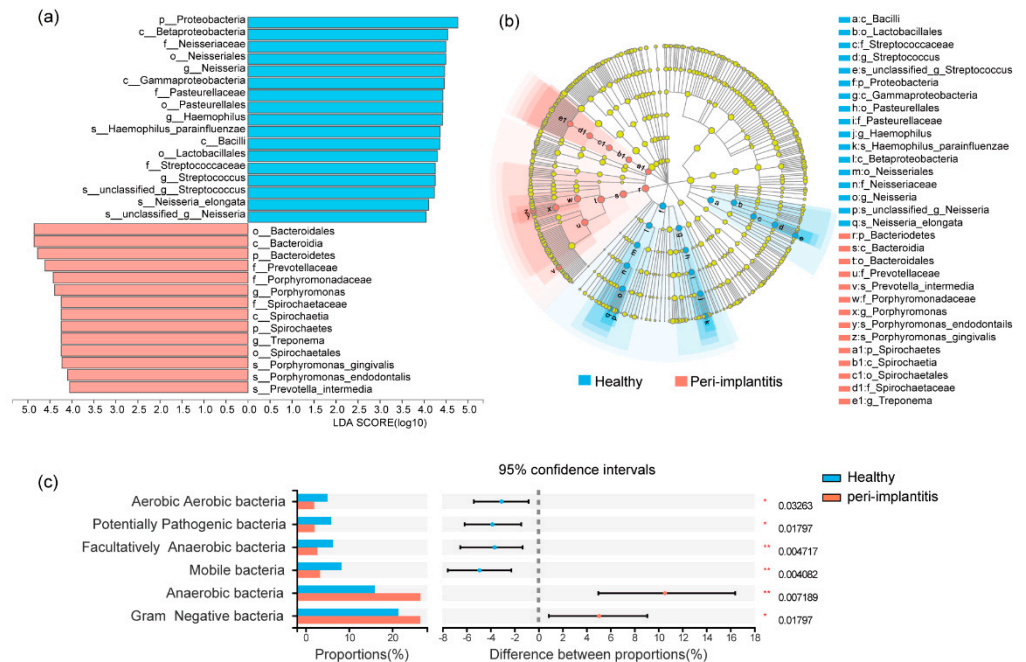 (a)
p__Proteobacteria
c__Betaproteobacteria
f__Neisseriaceae
o__Neisseriales
g__Neisseria
c__Gammaproteobacteria
f__Pasteurellaceae
o__Pasteurellales
g__Haemophilus
s__Haemophilus_parainfluenzae
c__Bacilli
o__Lactobacillales
f__Streptococcaceae
g__Streptococcus
s__unclassified_g__Streptococcus
s__Neisseria_elongata
s__unclassified_g__Neisseria
o__Bacteroidales
c__Bacteroidia
p__Bacteroidetes
f__Prevotellaceae
f__Porphyromonadaceae
g__Porphyromonas
f__Spirochaetaceae
c__Spirochaetia
p__Spirochaetes
g__Treponema
o__Spirochaetales
s__Porphyromonas_gingivalis
s__Porphyromonas_endodontalis
s__Prevotella_intermedia
5.0 4.5 4.0 3.5 3.0 2.5 2.0 1.5 1.0 0.5 0.0 0.5 1.0 1.5 2.0 2.5 3.0 3.5 4.0 4.5 5.0
LDA SCORE(log10)
(b)
e1 d1 c1 b1 a1
x w t s r
u
v
a b c d e
f
g h i j k
l m n o
Healthy Peri-implantitis
a:c_Bacilli
b:o_Lactobacillales
c:f_Streptococcaceae
d:g_Streptococcus
e:s_unclassified_g_Streptococcus
f:p_Proteobacteria
g:c_Gammaproteobacteria
h:o_Pasteurellales
i:f_Pasteurellaceae
j:g_Haemophilus
k:s_Haemophilus_parainfluenzae
l:c_Betaproteobacteria
m:o_Neisseriales
n:f_Neisseriaceae
o:g_Neisseria
p:s_unclassified_g_Neisseria
q:s_Neisseria_elongata
r:p_Bacteriodetes
s:c_Bacteroidia
t:o_Bacteroidales
u:f_Prevotellaceae
v:s_Prevotella_intermedia
w:f_Porphyromonadaceae
x:g_Porphyromonas
y:s_Porphyromonas_endodontails
z:s_Porphyromonas_gingivalis
a1:p_Spirochaetes
b1:c_Spirochaetia
c1:o_Spirochaetales
d1:f_Spirochaetaceae
e1:g_Treponema
(c)
95% confidence intervals
Healthy
peri-implantitis
Aerobic Aerobic bacteria * 0.03263
Potentially Pathogenic bacteria * 0.01797
Facultatively Anaerobic bacteria ** 0.004717
Mobile bacteria ** 0.004082
Anaerobic bacteria ** 0.007189
Gram Negative bacteria * 0.01797
0 10 20 -8 -6 -4 -2 0 2 4 6 8 10 12 14 16 18
Proportions(%) Difference between proportions(%)